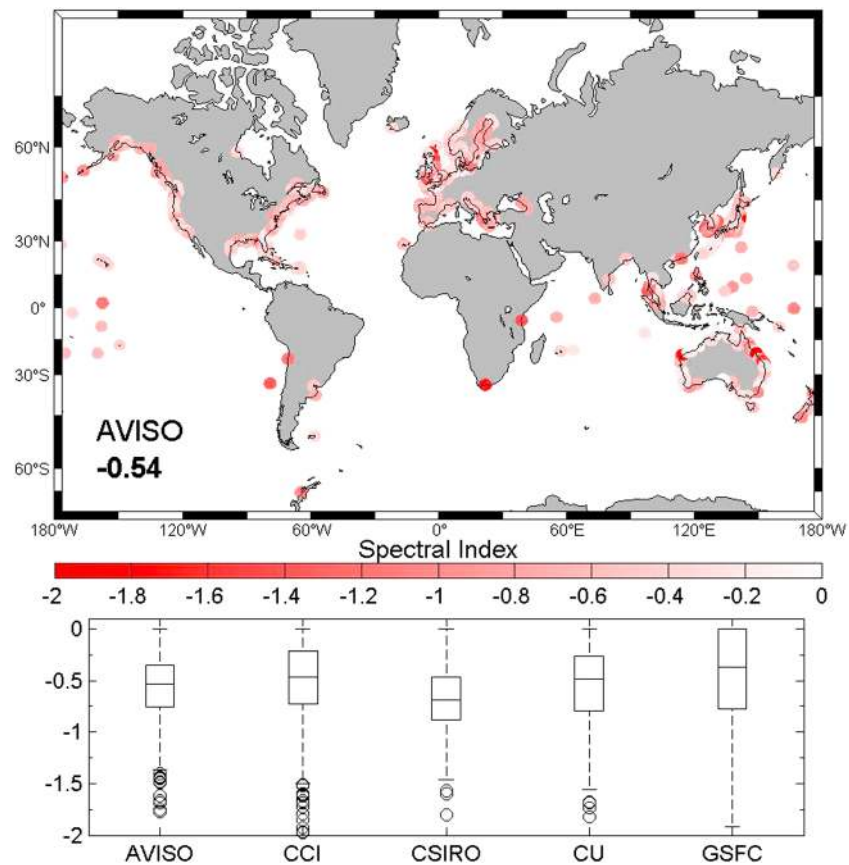 60°N
30°N
0°
30°S
60°S
AVISO
-0.54
180°W 120°W 60°W 0° 60°E 120°E 180°W
Spectral Index
-2 -1.8 -1.6 -1.4 -1.2 -1 -0.8 -0.6 -0.4 -0.2 0
0
-0.5
-1
-1.5
-2
AVISO CCI CSIRO CU GSFC